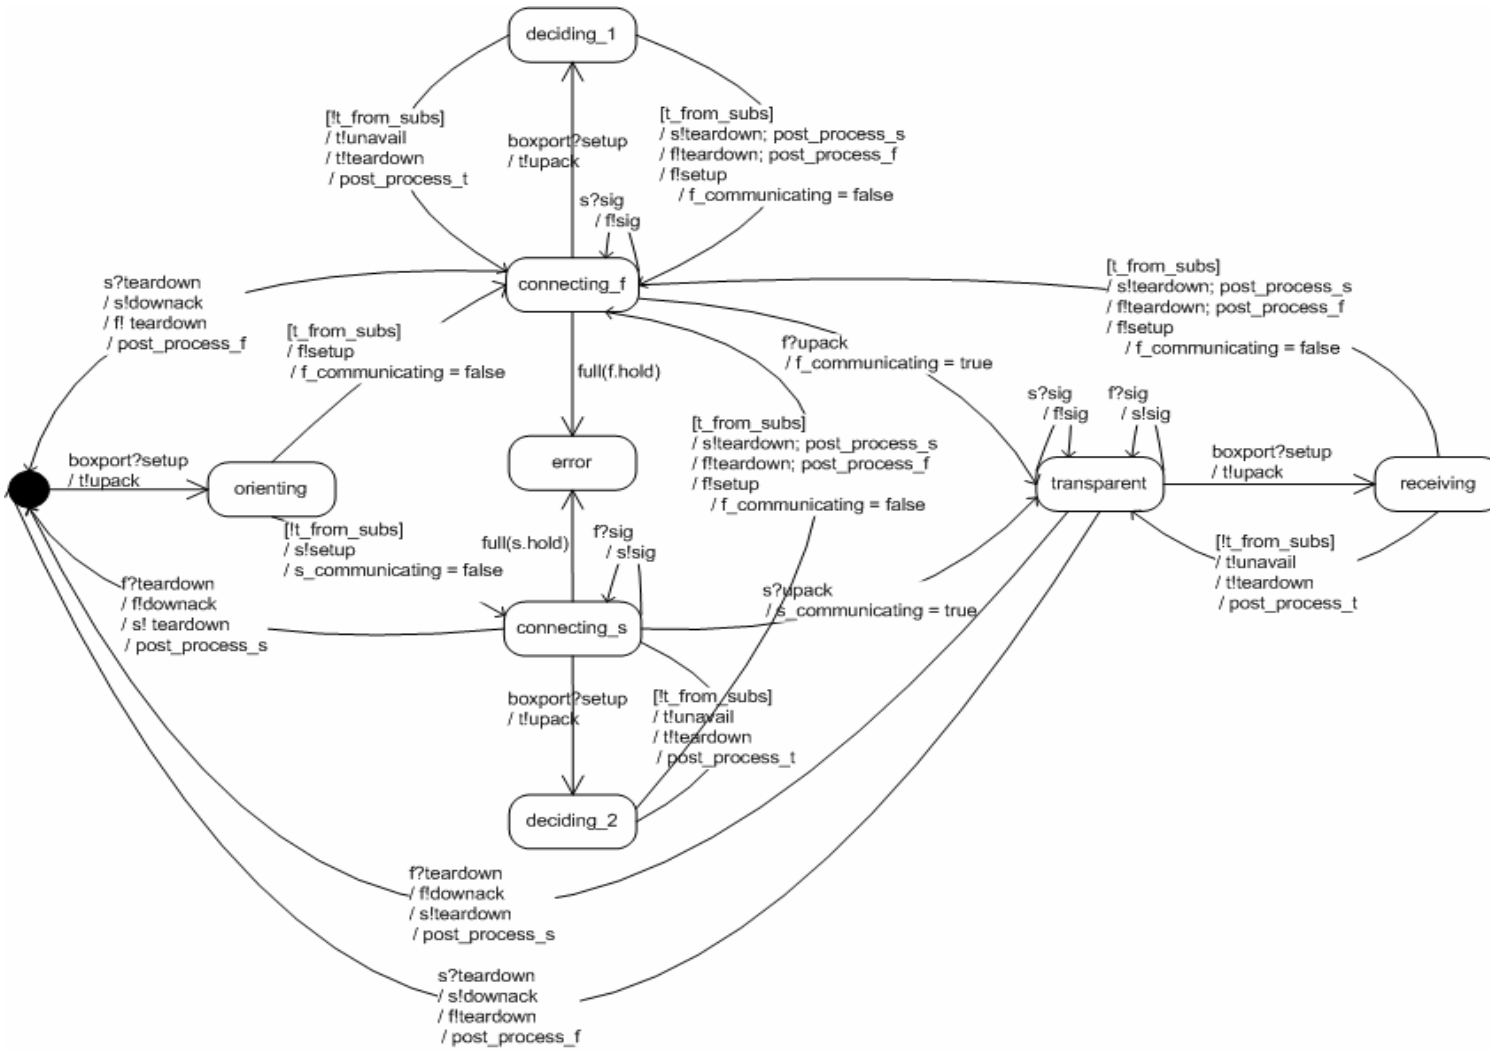 deciding_1
[!t_from_subs]
/ t!unavail
/ t!teardown
/ post_process_t
boxport?setup
/ t!upack
[t_from_subs]
/ s!teardown; post_process_s
/ f!teardown; post_process_f
/ f!setup
/ f_communicating = false
s?sig
/ f!sig
connecting_f
s?teardown
/ s!downack
/ f! teardown
/ post_process_f
[t_from_subs]
/ f!setup
/ f_communicating = false
full(f.hold)
f?upack
/ f_communicating = true
[t_from_subs]
/ s!teardown; post_process_s
/ f!teardown; post_process_f
/ f!setup
/ f_communicating = false
s?sig
/ f!sig
f?sig
/ s!sig
[t_from_subs]
/ s!teardown; post_process_s
/ f!teardown; post_process_f
/ f!setup
/ f_communicating = false
boxport?setup
/ t!upack
orienting
error
transparent
boxport?setup
/ t!upack
receiving
[!t_from_subs]
/ s!setup
/ s_communicating = false
full(s.hold)
f?sig
/ s!sig
[!t_from_subs]
/ t!unavail
/ t!teardown
/ post_process_t
f?teardown
/ f!downack
/ s! teardown
/ post_process_s
connecting_s
s?upack
/ s_communicating = true
boxport?setup
/ t!upack
[!t_from_subs]
/ t!unavail
/ t!teardown
/ post_process_t
deciding_2
f?teardown
/ f!downack
/ s!teardown
/ post_process_s
s?teardown
/ s!downack
/ f!teardown
/ post_process_f